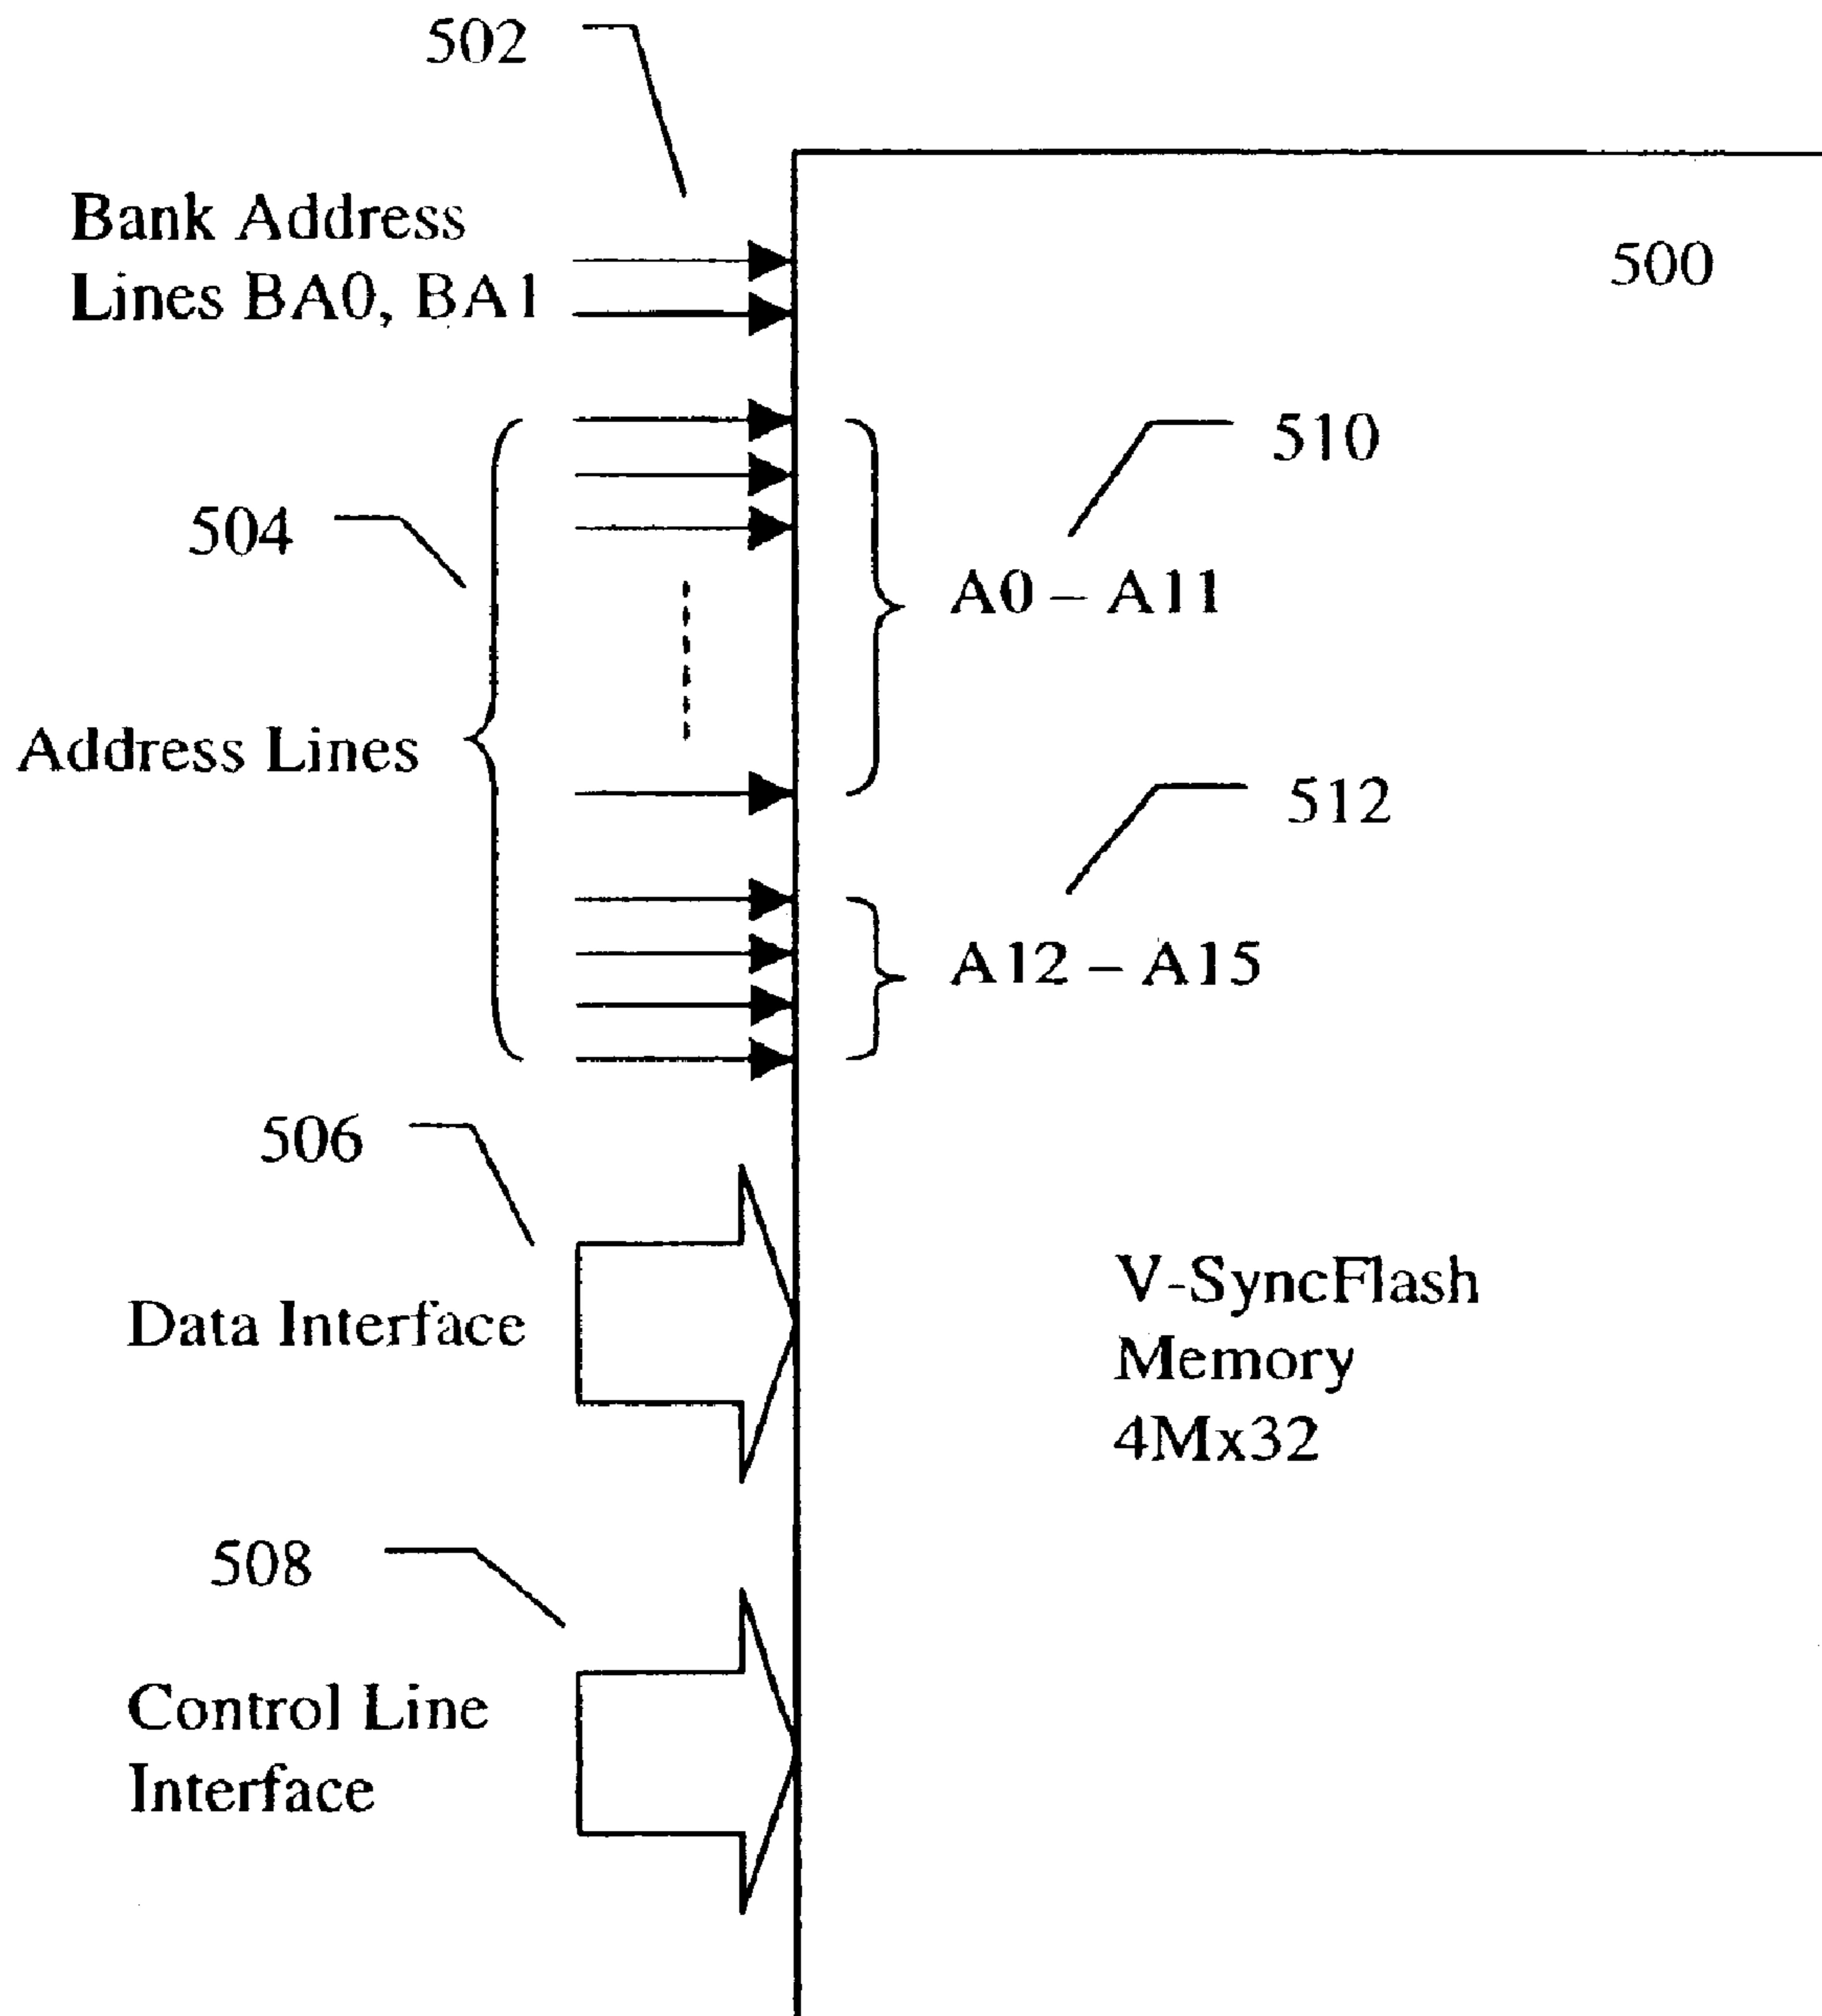 502
Bank Address
Lines BA0, BA1
500
510
504
A0 – A11
Address Lines
512
A12 – A15
506
Data Interface
V-SyncFlash
Memory
4Mx32
508
Control Line
Interface